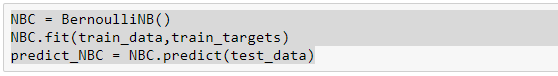 NBC = BernoulliNB()
NBC.fit(train_data,train_targets)
predict_NBC = NBC.predict(test_data)